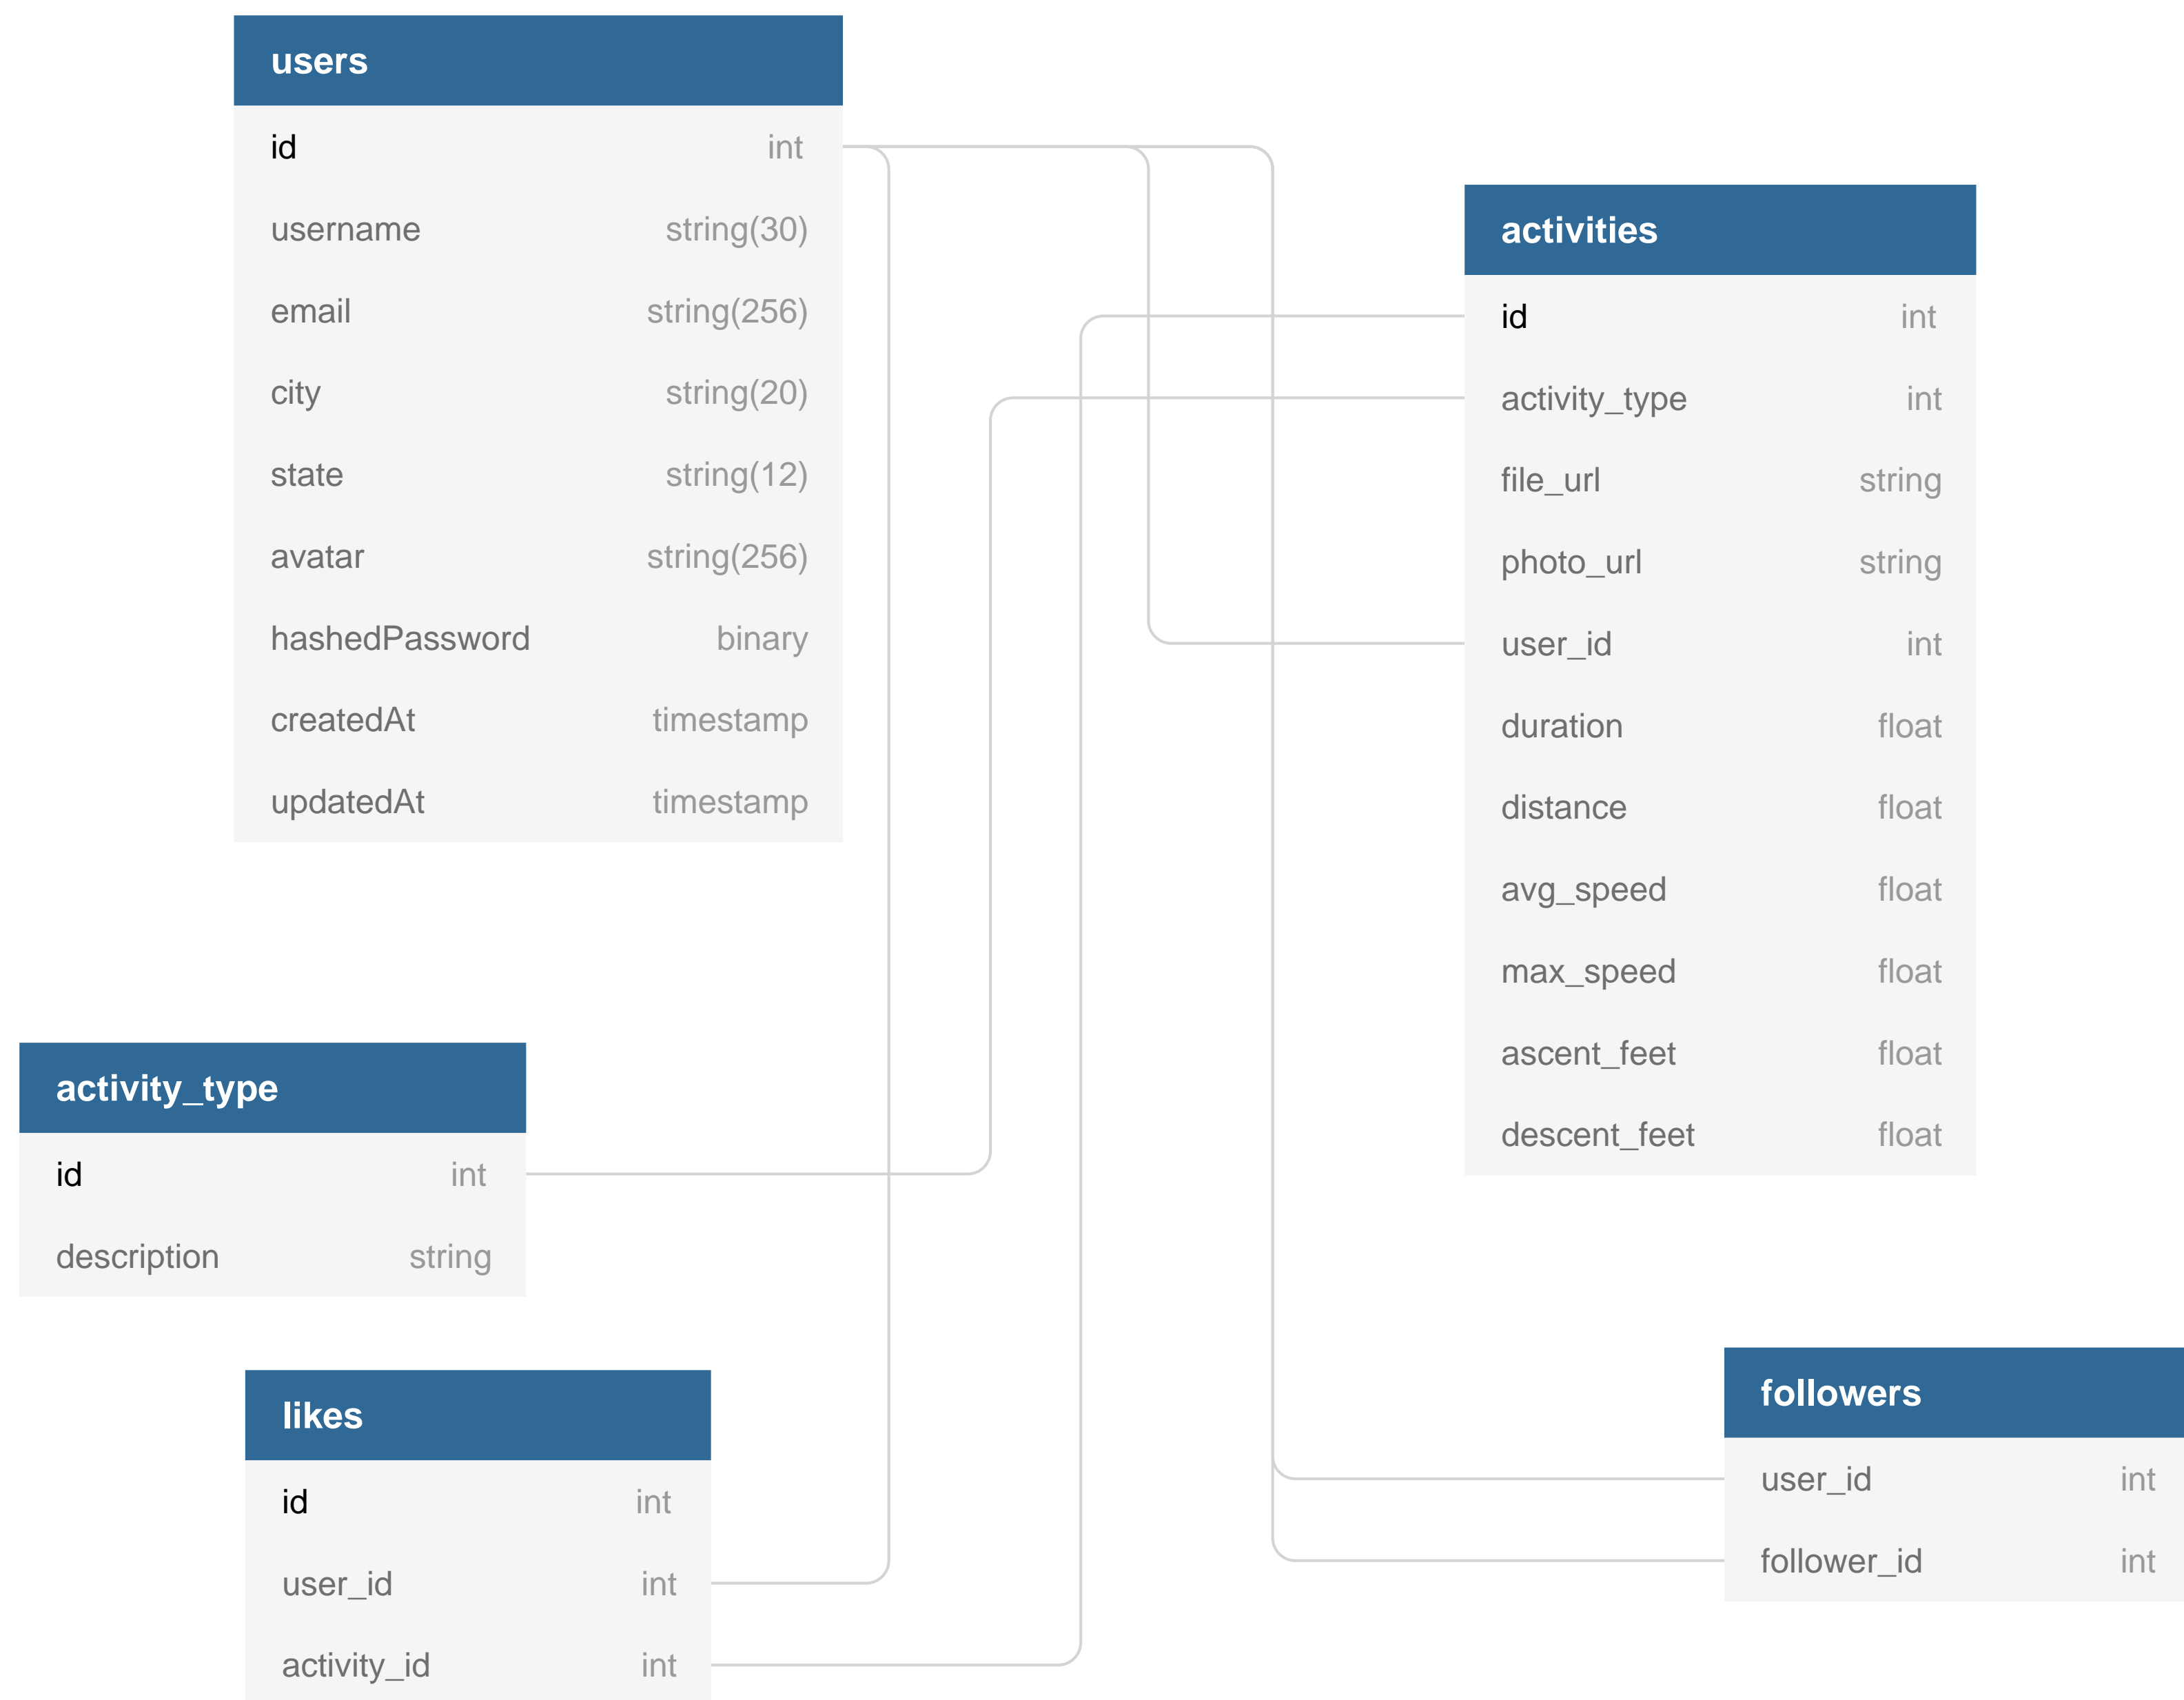 users
id int
username string(30)
email string(256)
city string(20)
state string(12)
avatar string(256)
hashedPassword binary
createdAt timestamp
updatedAt timestamp
activities
id int
activity_type int
file_url string
photo_url string
user_id int
duration float
distance float
avg_speed float
max_speed float
ascent_feet float
descent_feet float
activity_type
id int
description string
likes
id int
user_id int
activity_id int
followers
user_id int
follower_id int